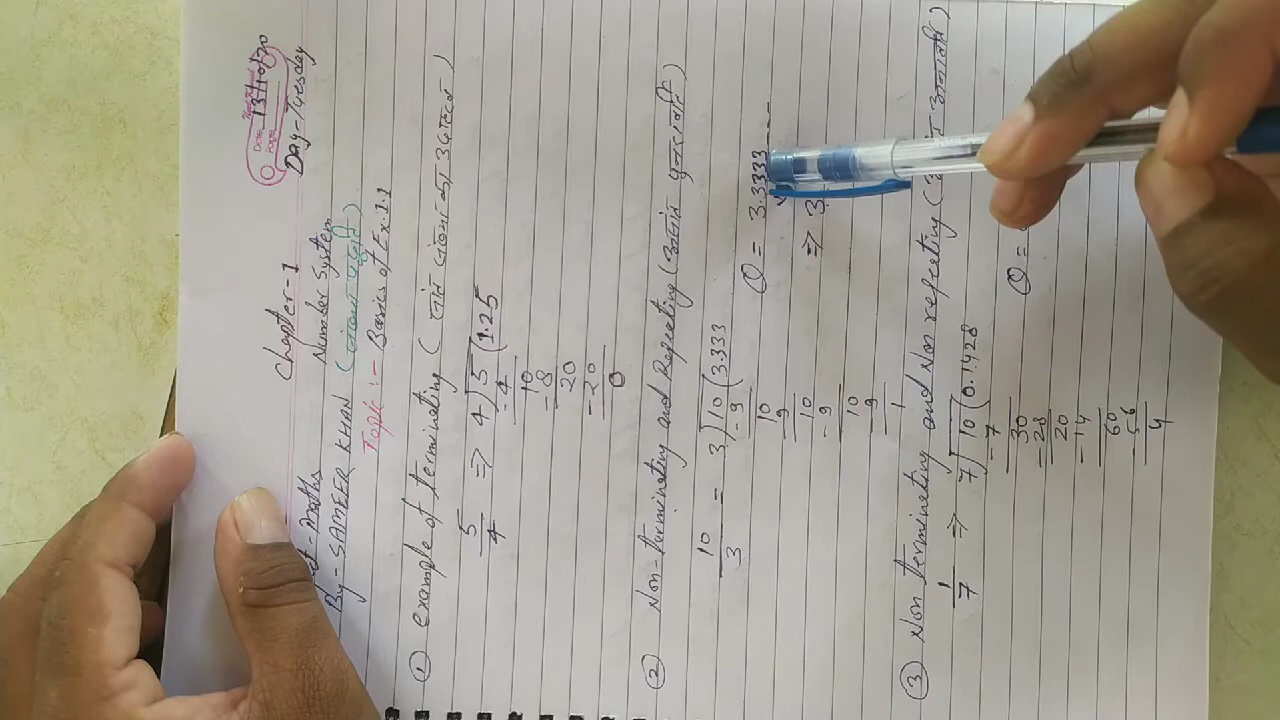 Date 13/10/20
Page
Day-Tuesday
Chapter-1
Maths Number System
By:- SAMEER KHAN (संख्या पद्धति)
Topic :- Basics of Ex.1.1
① example of terminating (सांत संख्या का उदाहरण)
5/4 ⇒ 4)5(1.25
-4
10
-8
20
-20
0
② Non-terminating and Repeating (असांत पुनरावर्ती)
10/3 = 3)10(3.333
-9
10
-9
10
-9
10
-9
1
Q = 3.3333----
⇒ 3.
③ Non terminating and Non repeating (
1/7 ⇒ 7)10(0.1428
-7
30
-28
20
-14
60
-56
4
Q =